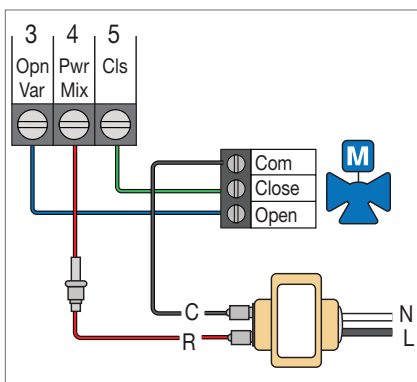 3 4 5
Opn Pwr Cls
Var Mix
M
Com
Close
Open
C
N
R
L